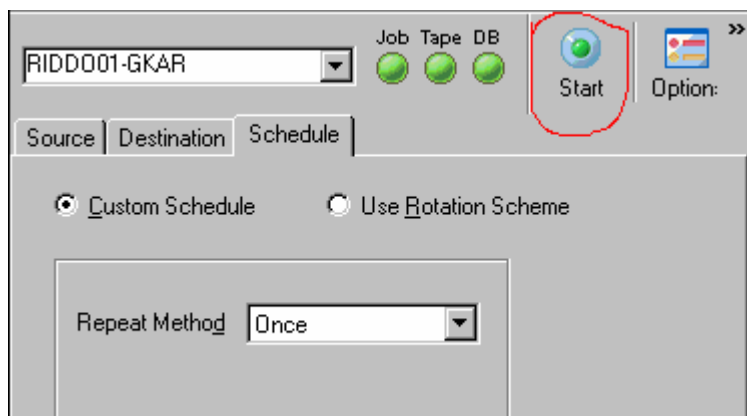 Job Tape DB
RIDDO01-GKAR
Start
Option:
Source Destination Schedule
Custom Schedule Use Rotation Scheme
Repeat Method Once